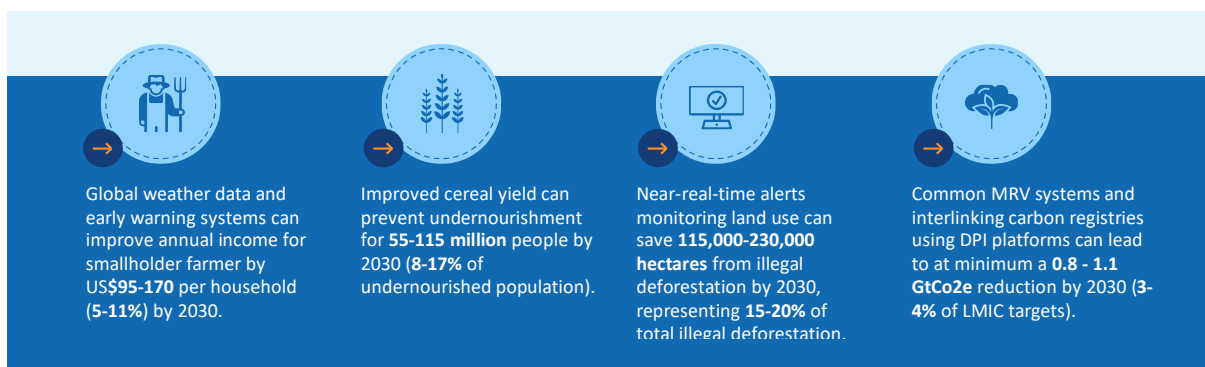 Global weather data and
early warning systems can
improve annual income for
smallholder farmer by
US$95-170 per household
(5-11%) by 2030.
Improved cereal yield can
prevent undernourishment
for 55-115 million people by
2030 (8-17% of
undernourished population).
Near-real-time alerts
monitoring land use can
save 115,000-230,000
hectares from illegal
deforestation by 2030,
representing 15-20% of
total illegal deforestation.
Common MRV systems and
interlinking carbon registries
using DPI platforms can lead
to at minimum a 0.8 - 1.1
GtCo2e reduction by 2030 (3-
4% of LMIC targets).